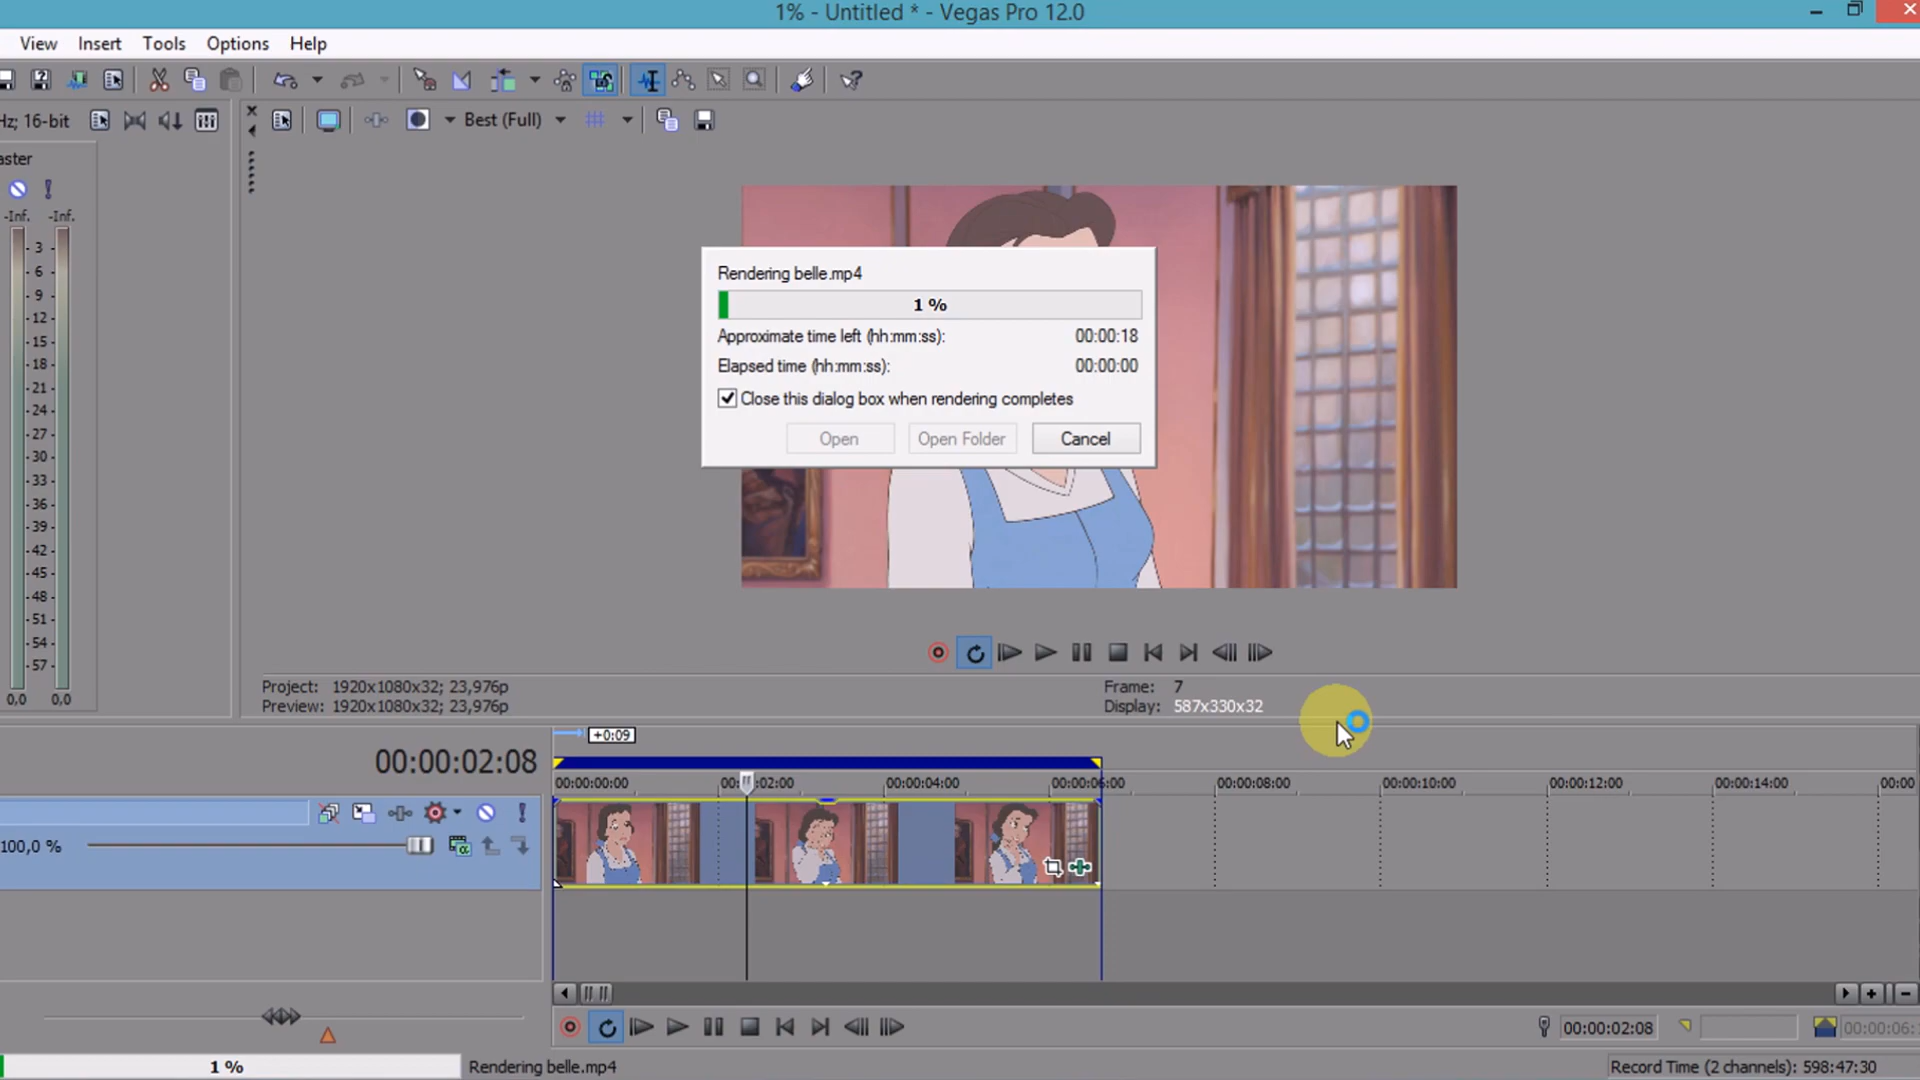 1% - Untitled * - Vegas Pro 12.0
View Insert Tools Options Help
Hz; 16-bit
Best (Full)
aster
-Inf. -Inf.
3
6
9
12
15
18
21
24
27
30
33
36
39
42
45
48
51
54
57
0,0 0,0
Rendering belle.mp4
1 %
Approximate time left (hh:mm:ss): 00:00:18
Elapsed time (hh:mm:ss): 00:00:00
Close this dialog box when rendering completes
Open Open Folder Cancel
Project: 1920x1080x32; 23,976p
Preview: 1920x1080x32; 23,976p
Frame: 7
Display: 587x330x32
+0:09
00:00:02:08
00:00:00:00 00:00:02:00 00:00:04:00 00:00:06:00 00:00:08:00 00:00:10:00 00:00:12:00 00:00:14:00 00:00
100,0 %
00:00:02:08 00:00:06:
1 % Rendering belle.mp4
Record Time (2 channels): 598:47:30